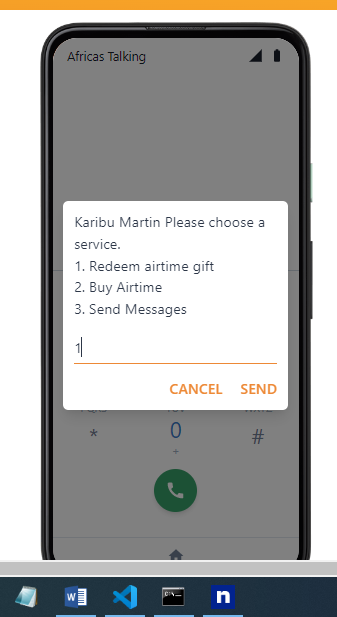 Africas Talking
Karibu Martin Please choose a
service.
1. Redeem airtime gift
2. Buy Airtime
3. Send Messages
1
CANCEL SEND
* 0 #
+